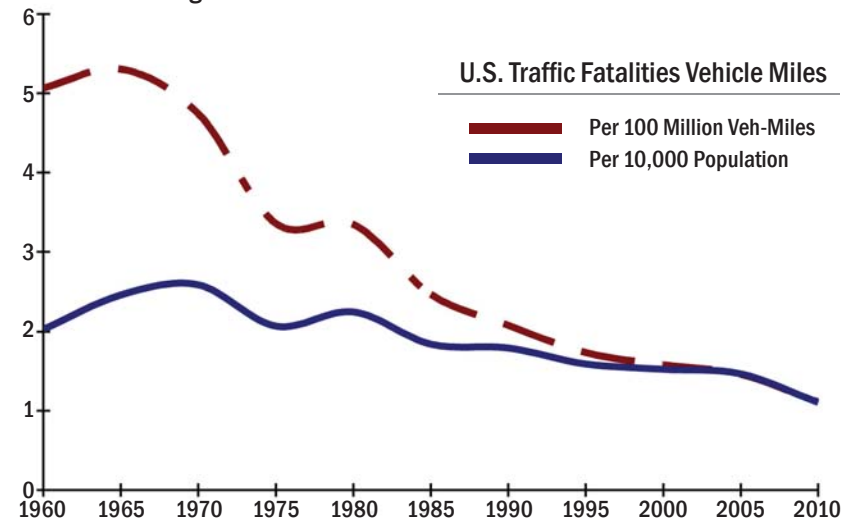 6
U.S. Traffic Fatalities Vehicle Miles
5
Per 100 Million Veh-Miles
Per 10,000 Population
4
3
2
1
0
1960 1965 1970 1975 1980 1985 1990 1995 2000 2005 2010